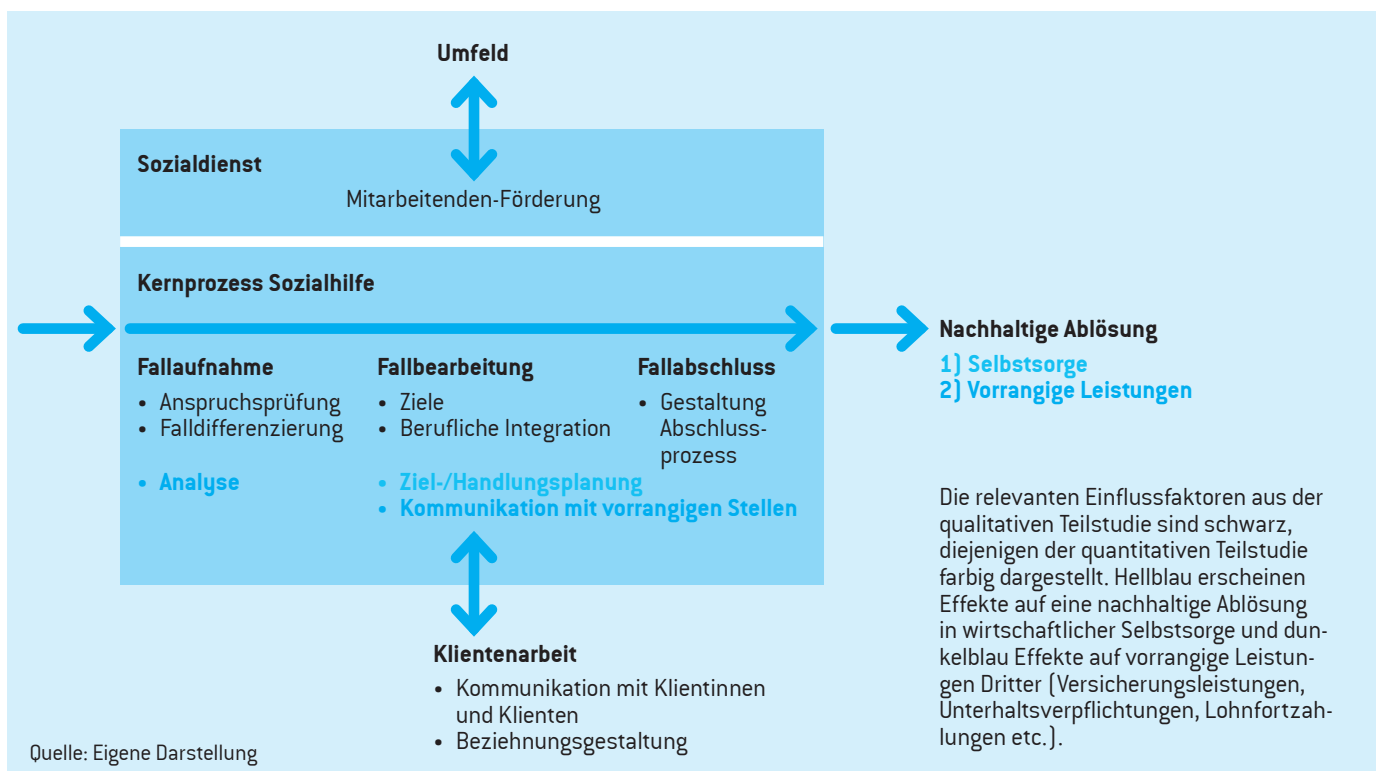 Umfeld
Sozialdienst
Mitarbeitenden-Förderung
Kernprozess Sozialhilfe
Fallaufnahme
• Anspruchsprüfung
• Falldifferenzierung
• Analyse
Fallbearbeitung
• Ziele
• Berufliche Integration
• Ziel-/Handlungsplanung
• Kommunikation mit vorrangigen Stellen
Fallabschluss
• Gestaltung
Abschluss-
prozess
Nachhaltige Ablösung
1) Selbstsorge
2) Vorrangige Leistungen
Die relevanten Einflussfaktoren aus der
qualitativen Teilstudie sind schwarz,
diejenigen der quantitativen Teilstudie
farbig dargestellt. Hellblau erscheinen
Effekte auf eine nachhaltige Ablösung
in wirtschaftlicher Selbstsorge und dun-
kelblau Effekte auf vorrangige Leistun-
gen Dritter (Versicherungsleistungen,
Unterhaltsverpflichtungen, Lohnfortzah-
lungen etc.).
Klientenarbeit
• Kommunikation mit Klientinnen
und Klienten
• Beziehnungsgestaltung
Quelle: Eigene Darstellung